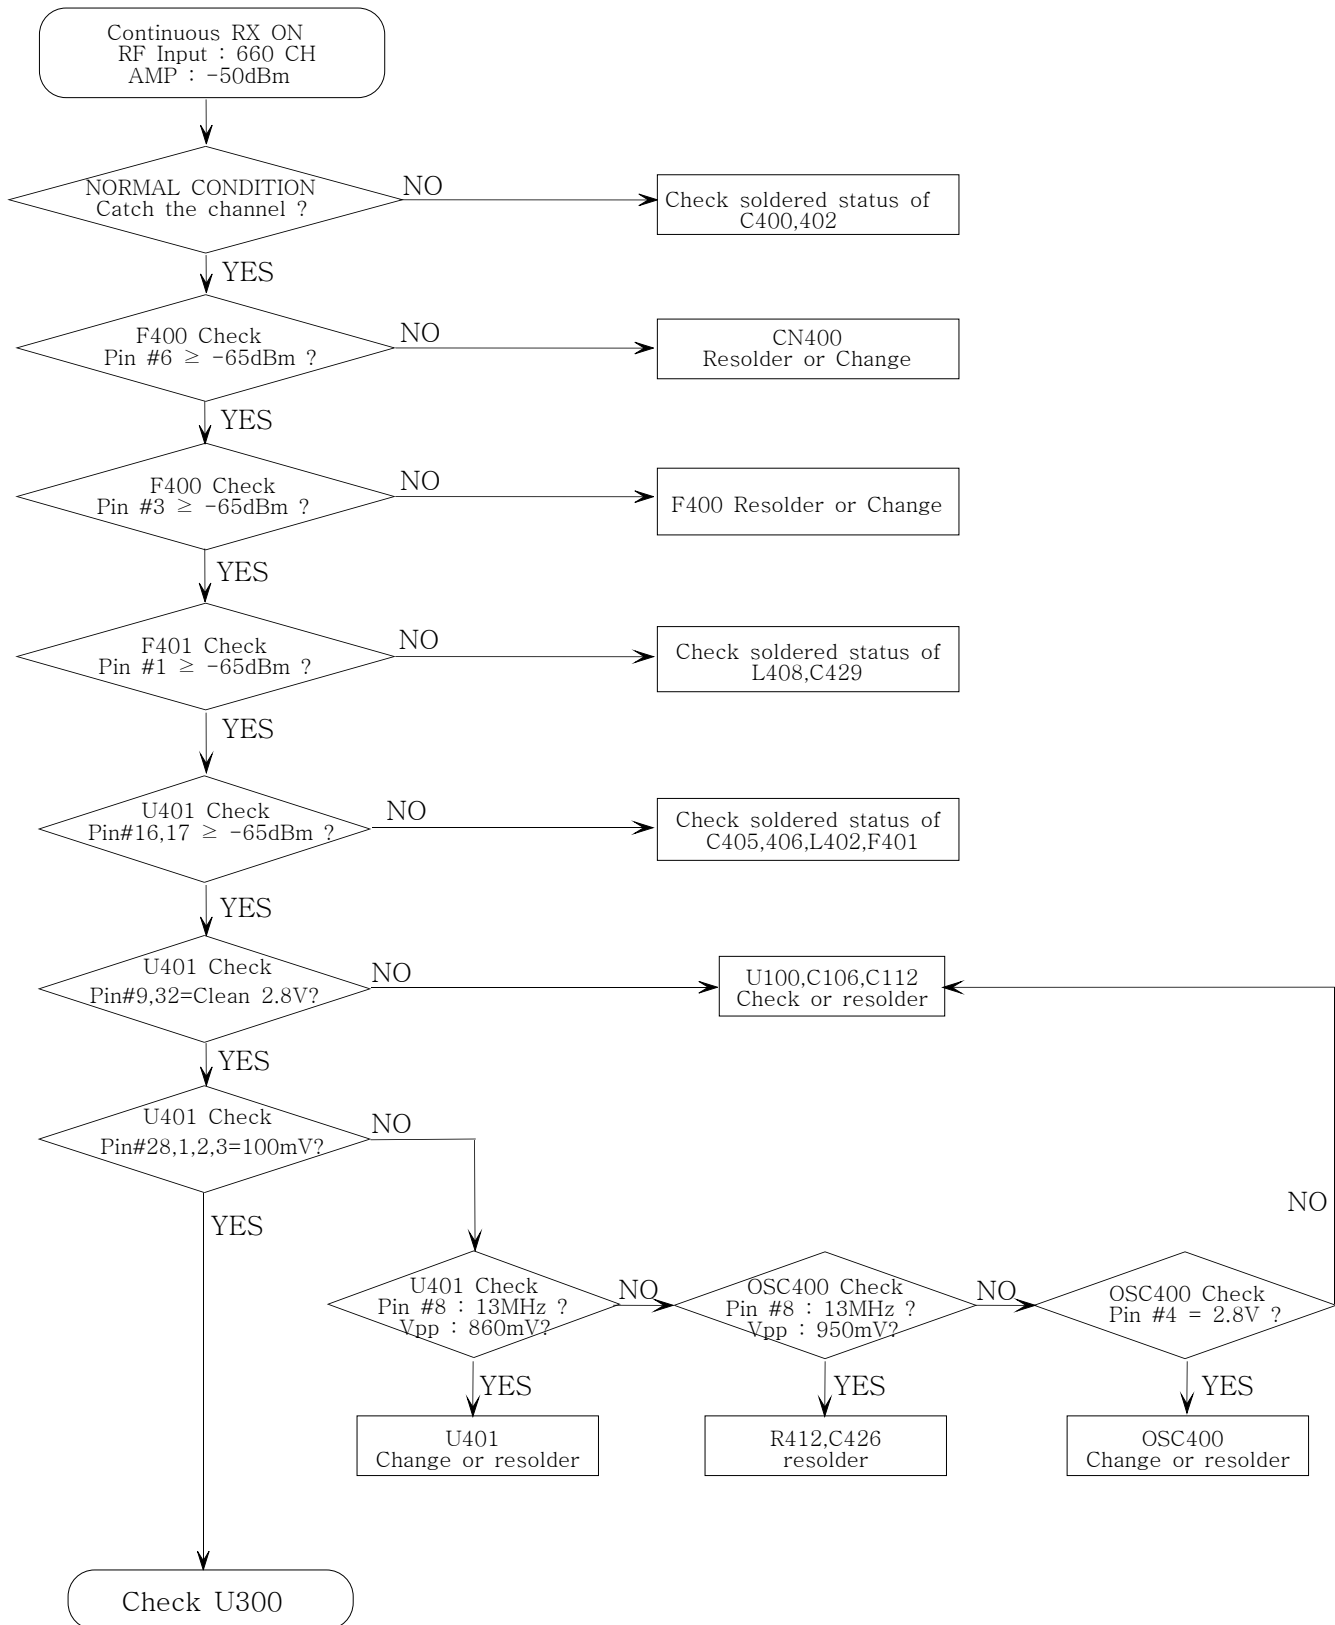 Continuous RX ON
RF Input : 660 CH
AMP : -50dBm
NORMAL CONDITION
Catch the channel ?
NO
Check soldered status of
C400,402
YES
F400 Check
Pin #6 ≥ -65dBm ?
NO
CN400
Resolder or Change
YES
F400 Check
Pin #3 ≥ -65dBm ?
NO
F400 Resolder or Change
YES
F401 Check
Pin #1 ≥ -65dBm ?
NO
Check soldered status of
L408,C429
YES
U401 Check
Pin#16,17 ≥ -65dBm ?
NO
Check soldered status of
C405,406,L402,F401
YES
U401 Check
Pin#9,32=Clean 2.8V?
NO
U100,C106,C112
Check or resolder
YES
U401 Check
Pin#28,1,2,3=100mV?
NO
YES
U401 Check
Pin #8 : 13MHz ?
Vpp : 860mV?
NO
OSC400 Check
Pin #8 : 13MHz ?
Vpp : 950mV?
NO
OSC400 Check
Pin #4 = 2.8V ?
NO
YES
U401
Change or resolder
YES
R412,C426
resolder
YES
OSC400
Change or resolder
Check U300